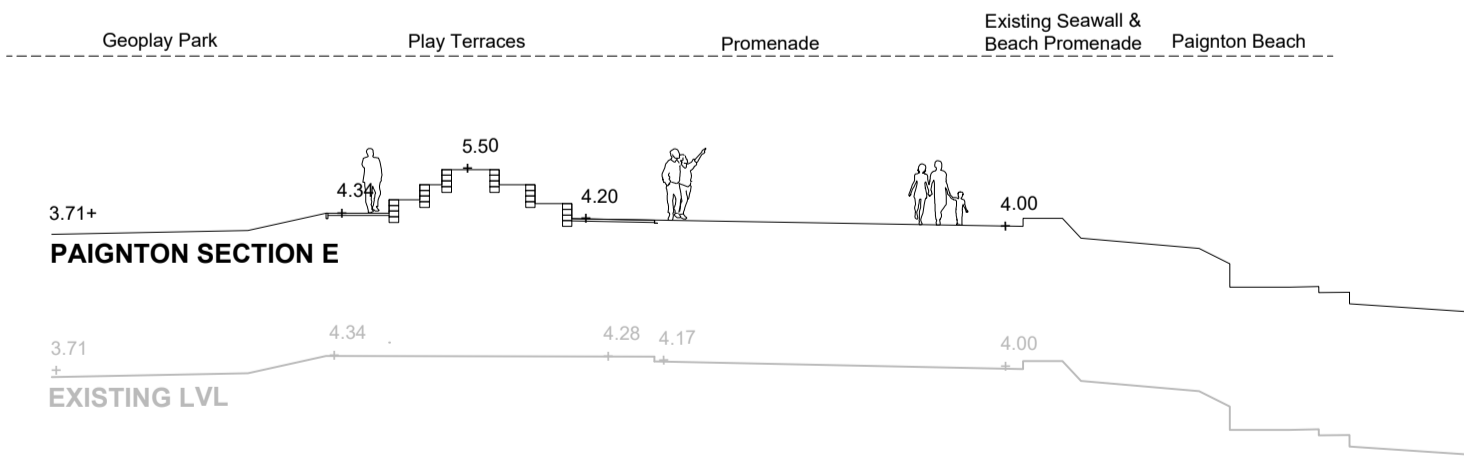 Geoplay Park
Play Terraces
Promenade
Existing Seawall &
Beach Promenade
Paignton Beach
5.50
4.34
4.20
4.00
3.71+
PAIGNTON SECTION E
4.34
4.28
4.17
4.00
3.71
EXISTING LVL